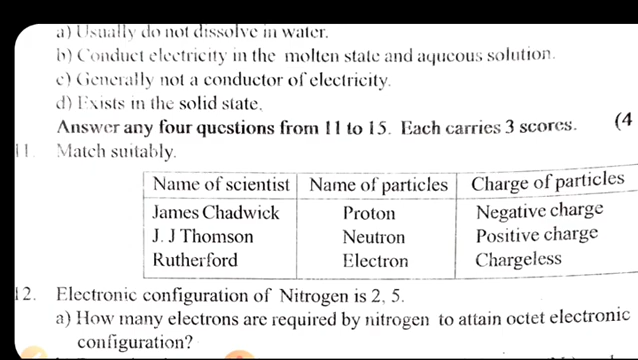 a) Usually do not dissolve in water.
b) Conduct electricity in the molten state and aqueous solution.
c) Generally not a conductor of electricity.
d) Exists in the solid state.
Answer any four questions from 11 to 15. Each carries 3 scores. (4
11. Match suitably.
Name of scientist Name of particles Charge of particles
James Chadwick Proton Negative charge
J. J Thomson Neutron Positive charge
Rutherford Electron Chargeless
12. Electronic configuration of Nitrogen is 2, 5.
a) How many electrons are required by nitrogen to attain octet electronic
configuration?